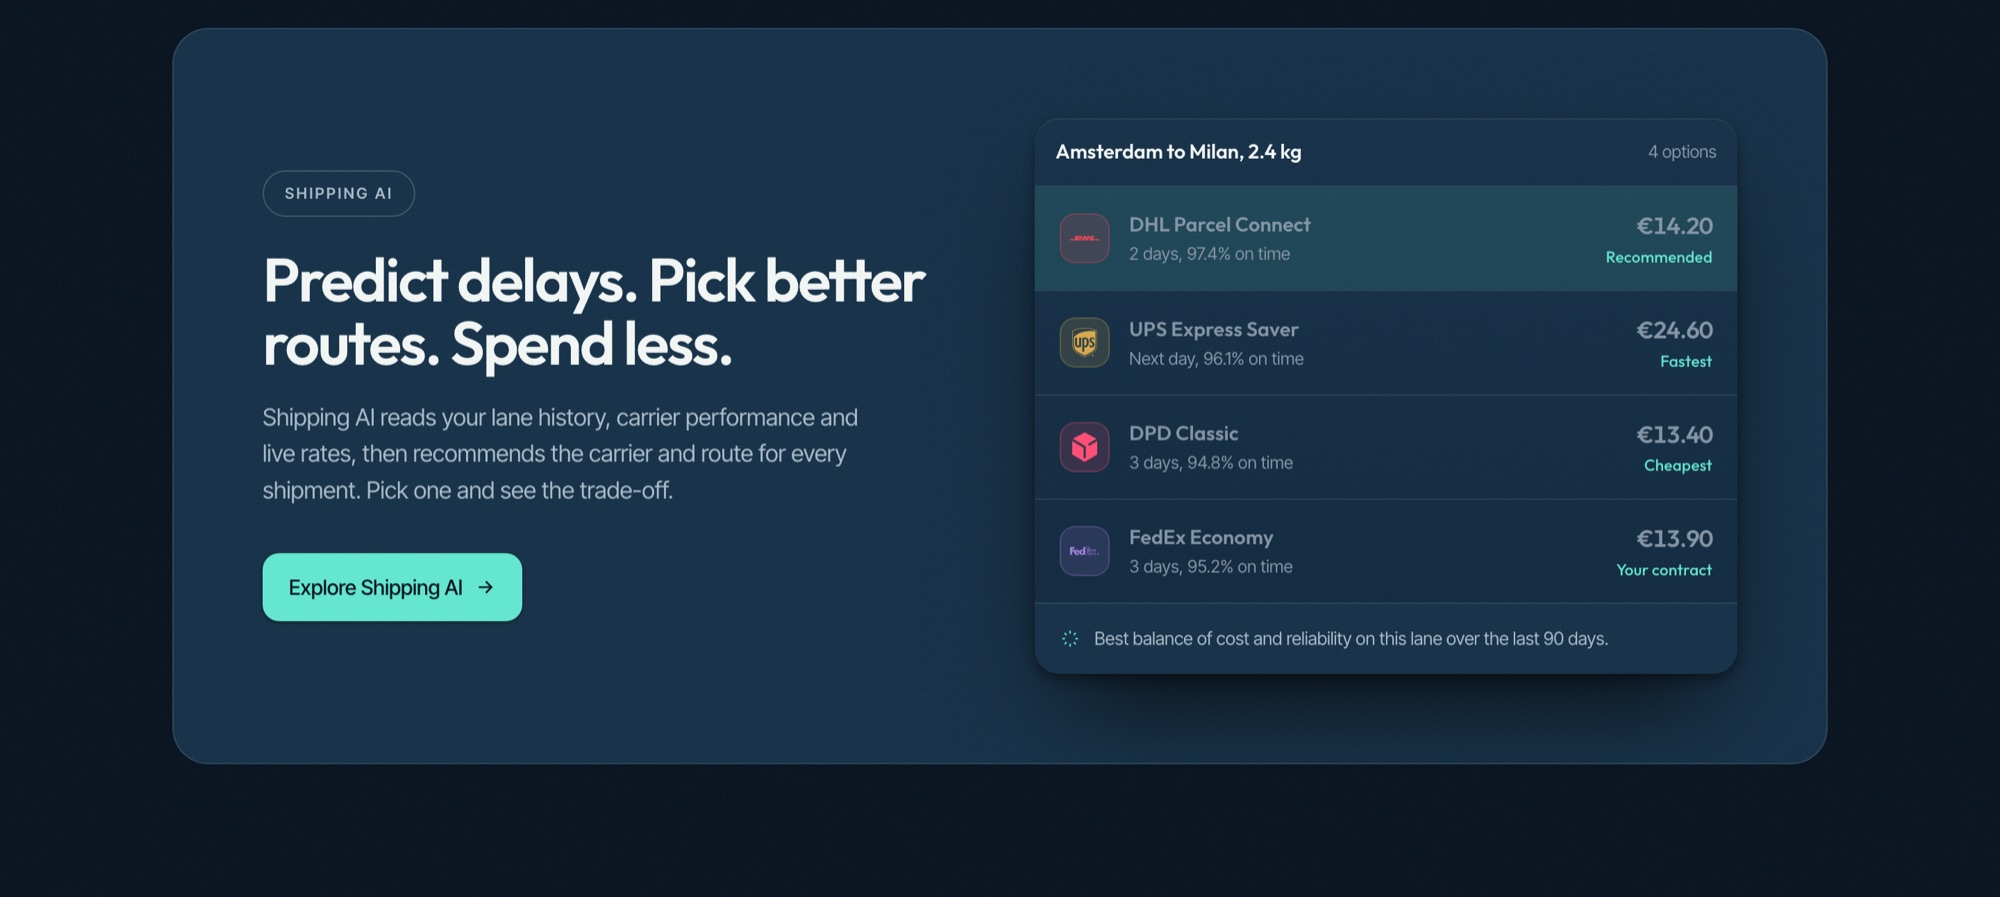 SHIPPING AI
Predict delays. Pick better
routes. Spend less.
Shipping AI reads your lane history, carrier performance and
live rates, then recommends the carrier and route for every
shipment. Pick one and see the trade-off.
Explore Shipping AI →
Amsterdam to Milan, 2.4 kg
4 options
DHL
DHL Parcel Connect
€14.20
2 days, 97.4% on time
Recommended
ups
UPS Express Saver
€24.60
Next day, 96.1% on time
Fastest
DPD Classic
€13.40
3 days, 94.8% on time
Cheapest
FedEx
FedEx Economy
€13.90
3 days, 95.2% on time
Your contract
Best balance of cost and reliability on this lane over the last 90 days.